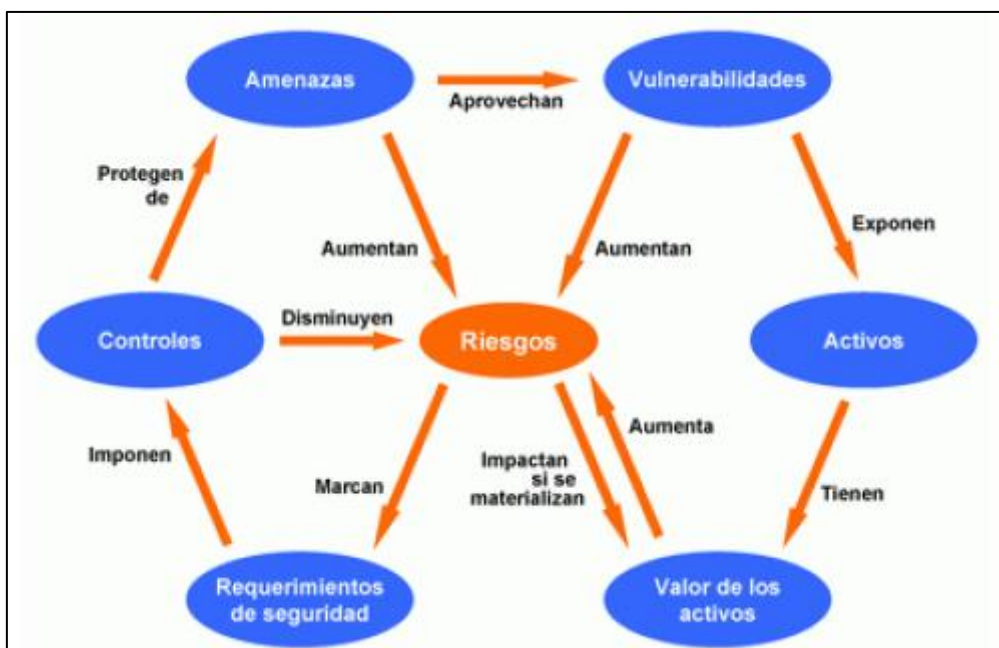 Amenazas
Vulnerabilidades
Aprovechan
Protegen
de
Exponen
Aumentan
Aumentan
Disminuyen
Controles
Riesgos
Activos
Imponen
Aumenta
Impactan
si se
materializan
Marcan
Tienen
Requerimientos
de seguridad
Valor de los
activos